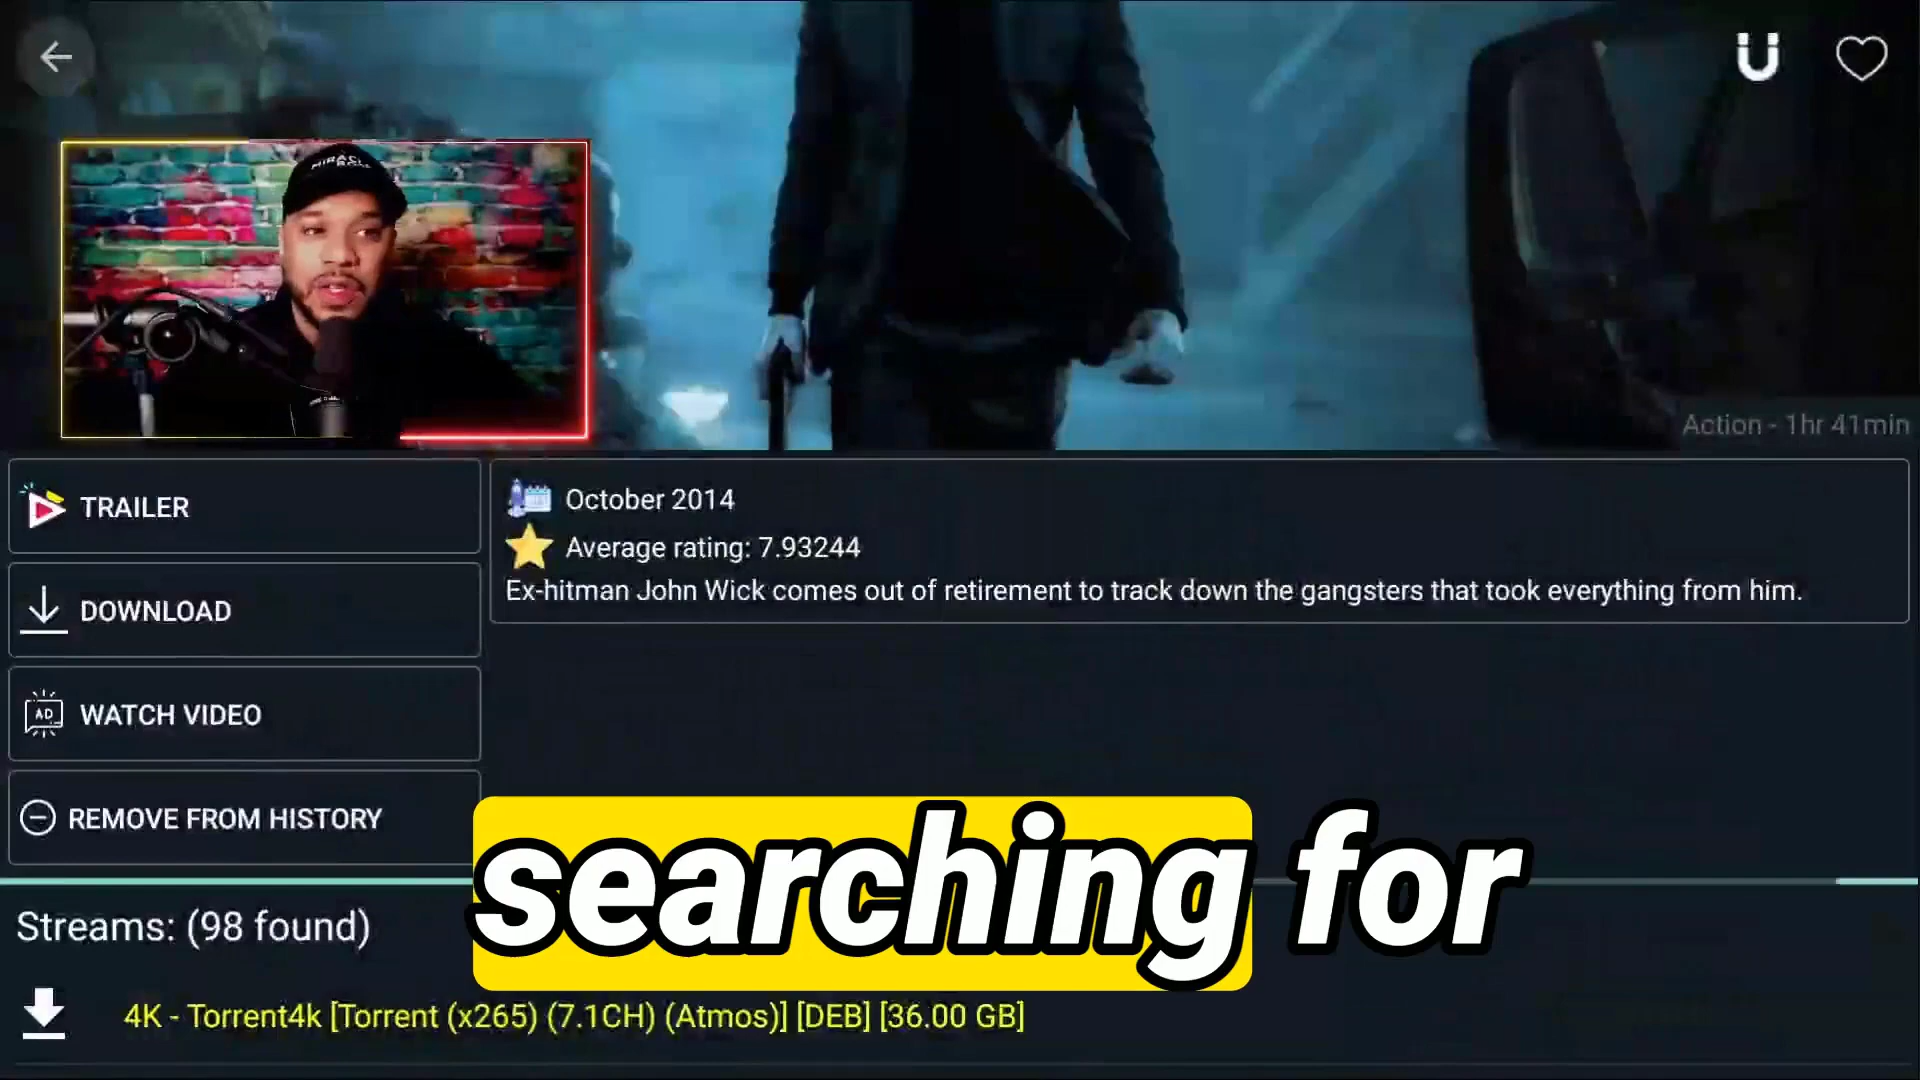 MIRACLE
Action - 1hr 41min
TRAILER
October 2014
Average rating: 7.93244
Ex-hitman John Wick comes out of retirement to track down the gangsters that took everything from him.
DOWNLOAD
AD
WATCH VIDEO
REMOVE FROM HISTORY
searching for
Streams: (98 found)
4K - Torrent4k [Torrent (x265) (7.1CH) (Atmos)] [DEB] [36.00 GB]